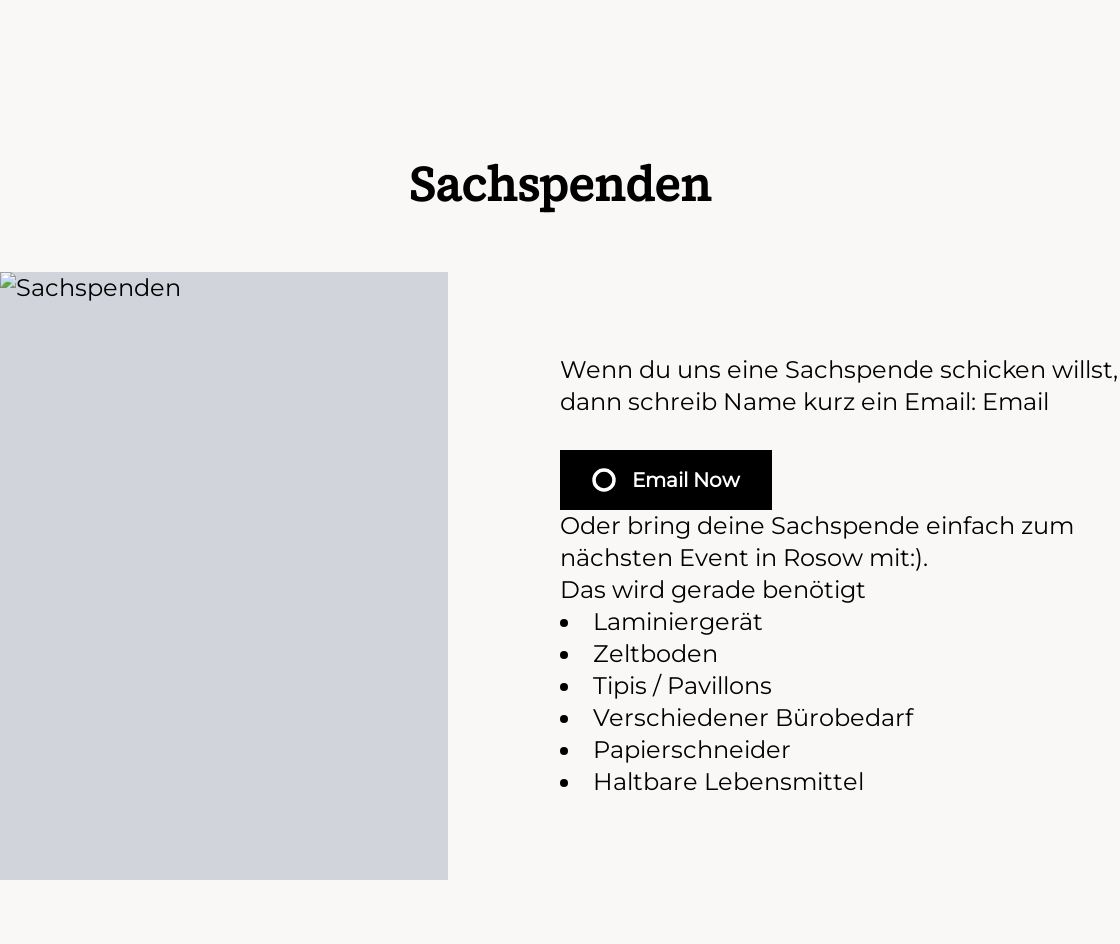 Sachspenden
Sachspenden
Wenn du uns eine Sachspende schicken willst,
dann schreib Name kurz ein Email: Email
Email Now
Oder bring deine Sachspende einfach zum
nächsten Event in Rosow mit:).
Das wird gerade benötigt
Laminiergerät
Zeltboden
Tipis / Pavillons
Verschiedener Bürobedarf
Papierschneider
Haltbare Lebensmittel